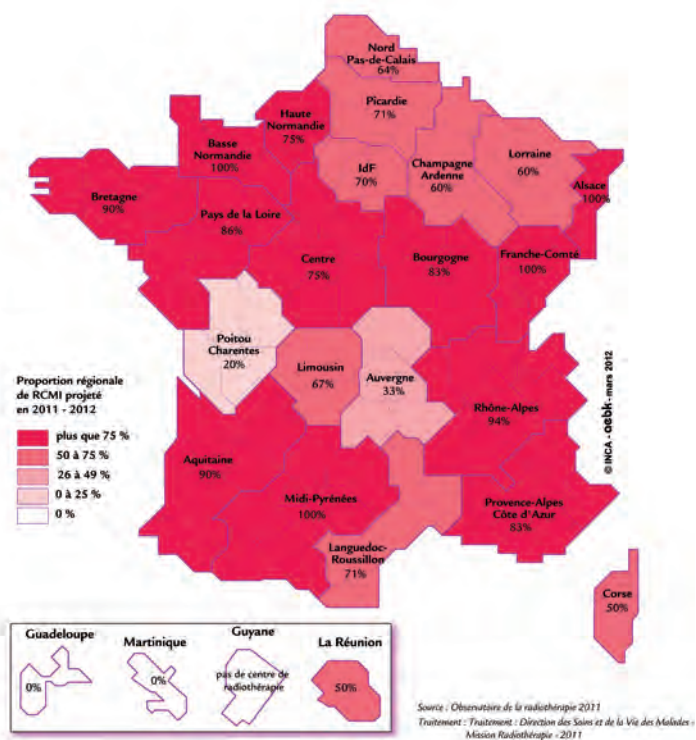 Nord
Pas-de-Calais
64%
Picardie
71%
Haute
Normandie
75%
Basse
Normandie
100%
IdF
70%
Champagne
Ardenne
60%
Lorraine
60%
Alsace
100%
Bretagne
90%
Pays de la Loire
86%
Centre
75%
Bourgogne
83%
Franche-Comté
100%
Poitou
Charentes
20%
Limousin
67%
Auvergne
33%
Rhône-Alpes
94%
Aquitaine
90%
Midi-Pyrénées
100%
Languedoc-
Roussillon
71%
Provence-Alpes
Côte d'Azur
83%
Corse
50%
Proportion régionale
de RCMI projeté
en 2011 - 2012
plus que 75 %
50 à 75 %
26 à 49 %
0 à 25 %
0 %
© INCA - oebk - mars 2012
Guadeloupe
0%
Martinique
0%
Guyane
pas de centre de
radiothérapie
La Réunion
50%
Source : Observatoire de la radiothérapie 2011
Traitement : Traitement : Direction des Soins et de la Vie des Malades -
Mission Radiothérapie - 2011